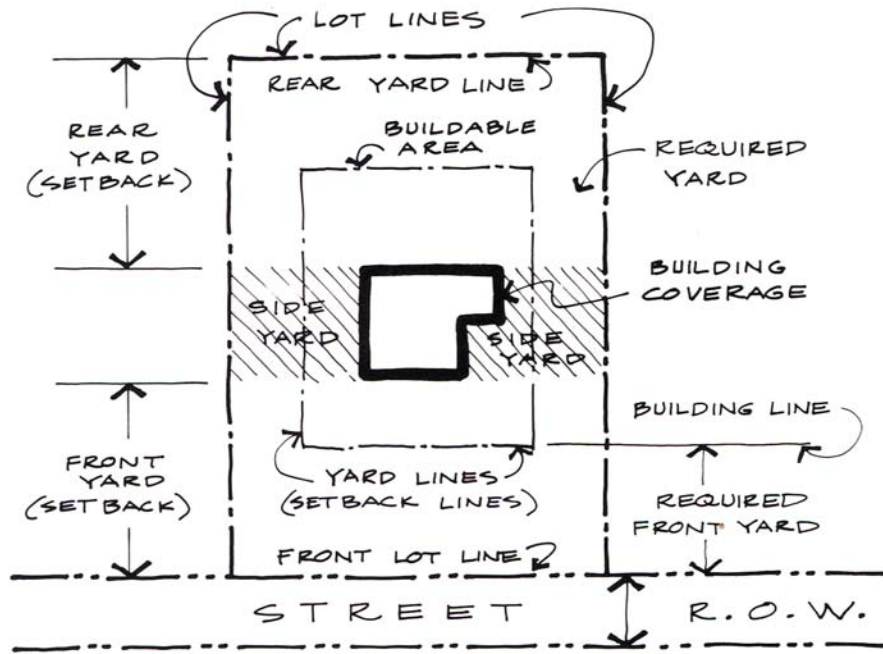 LOT LINES
REAR YARD LINE
REAR
YARD
(SETBACK)
BUILDABLE
AREA
REQUIRED
YARD
BUILDING
COVERAGE
SIDE
YARD
SIDE
YARD
BUILDING LINE
FRONT
YARD
(SETBACK)
YARD LINES
(SETBACK LINES)
REQUIRED
FRONT YARD
FRONT LOT LINE
STREET R.O.W.